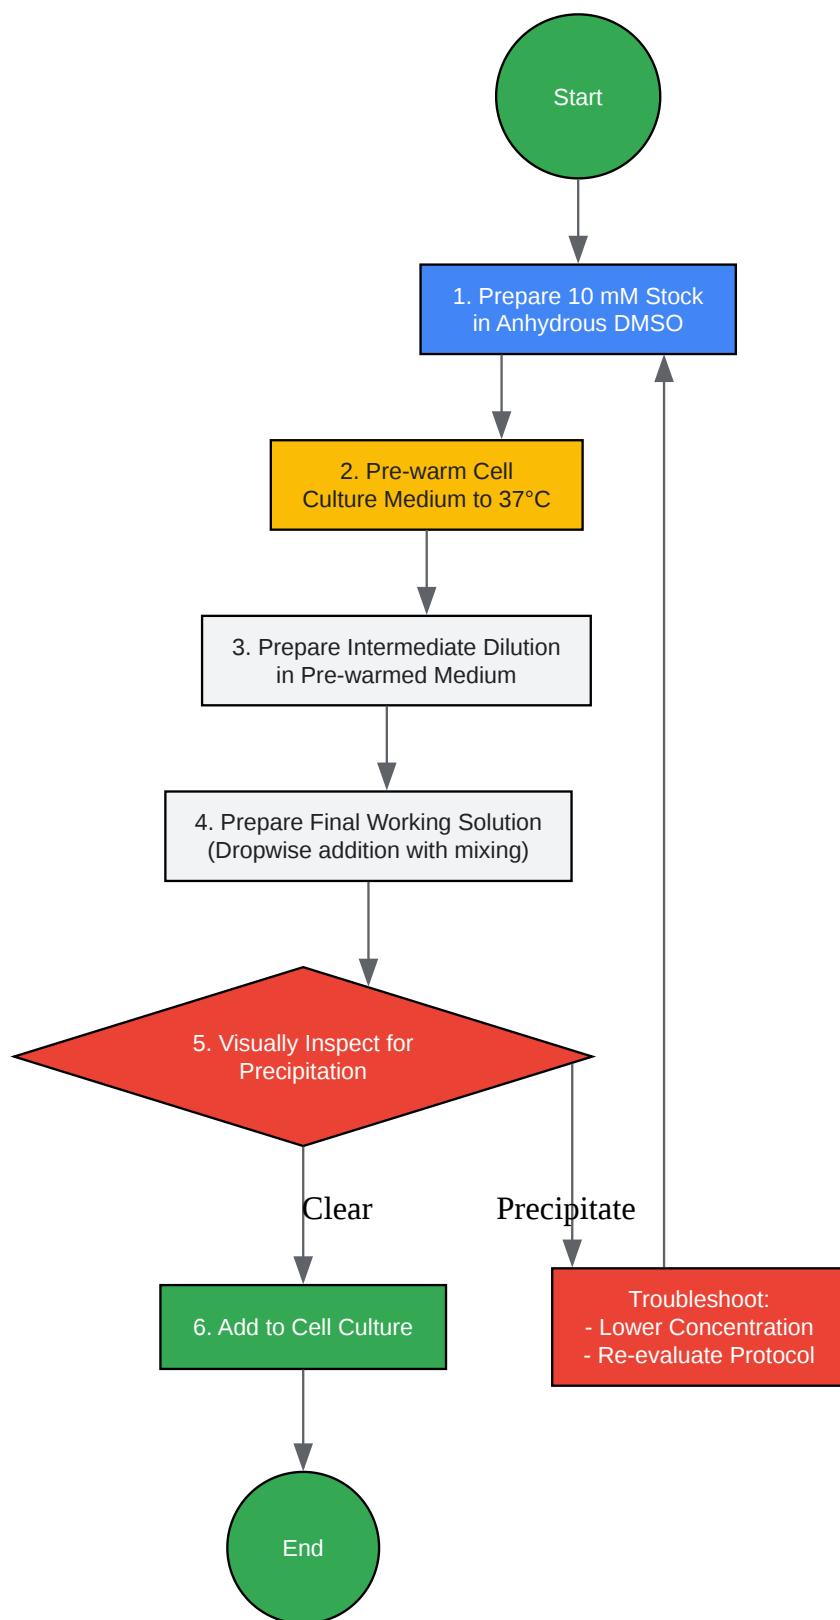 Start
1. Prepare 10 mM Stock
in Anhydrous DMSO
2. Pre-warm Cell
Culture Medium to 37°C
3. Prepare Intermediate Dilution
in Pre-warmed Medium
4. Prepare Final Working Solution
(Dropwise addition with mixing)
5. Visually Inspect for
Precipitation
Clear
Precipitate
6. Add to Cell Culture
Troubleshoot:
- Lower Concentration
- Re-evaluate Protocol
End